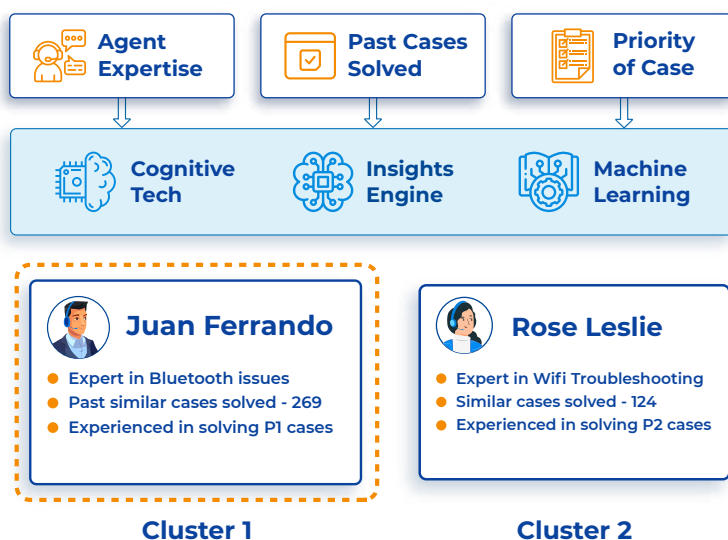 Agent
Expertise
Past Cases
Solved
Priority
of Case
Cognitive
Tech
Insights
Engine
Machine
Learning
Juan Ferrando
Expert in Bluetooth issues
Past similar cases solved - 269
Experienced in solving P1 cases
Rose Leslie
Expert in Wifi Troubleshooting
Similar cases solved - 124
Experienced in solving P2 cases
Cluster 1
Cluster 2